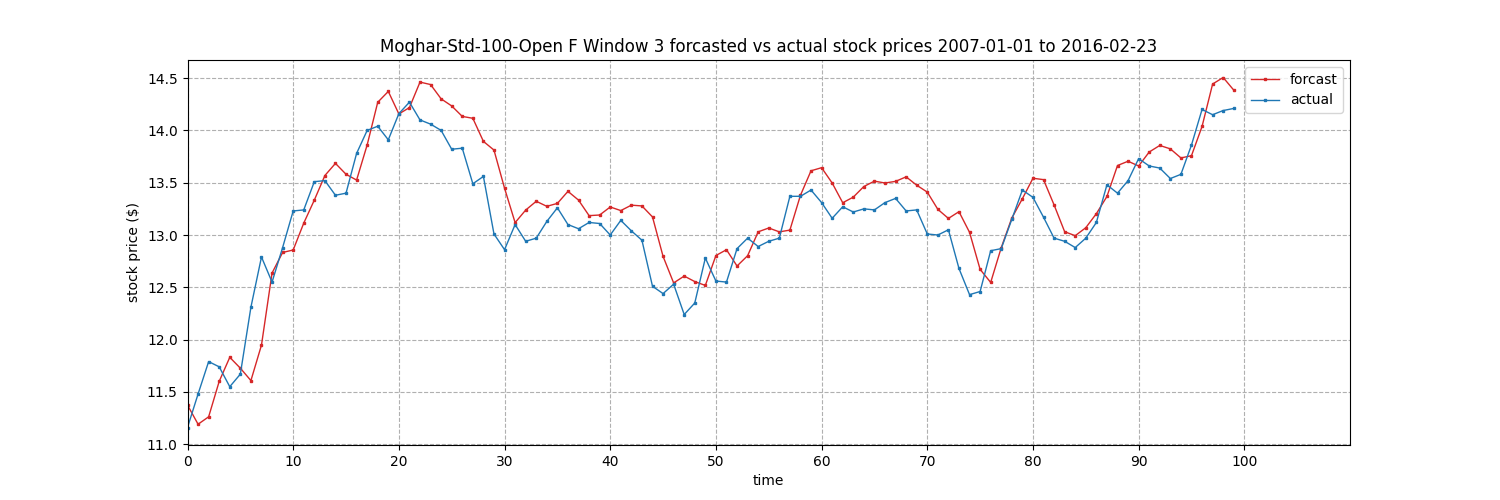 Moghar-Std-100-Open F Window 3 forcasted vs actual stock prices 2007-01-01 to 2016-02-23
forcast
actual
stock price ($)
14.5
14.0
13.5
13.0
12.5
12.0
11.5
11.0
0 10 20 30 40 50 60 70 80 90 100
time